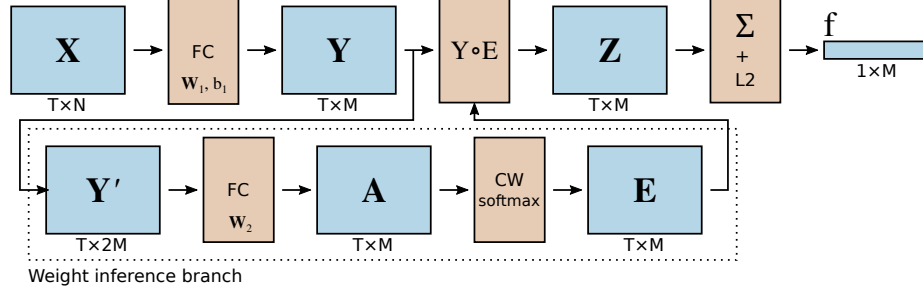 X
T×N
FC
W₁, b₁
Y
T×M
Y∘E
Z
T×M
Σ
+
L2
f
1×M
Y′
T×2M
FC
W₂
A
T×M
CW
softmax
E
T×M
Weight inference branch